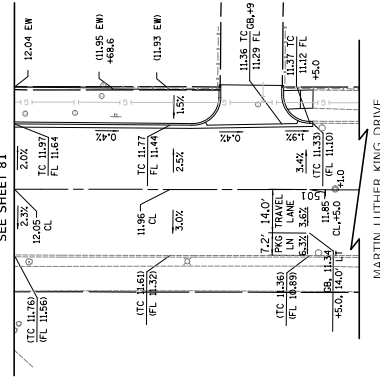 SEE SHEET 81
12.04 EW
(11.95 EW)
+68.6
(11.93 EW)
11.36 TC GB,+9
11.29 FL
11.37 TC
11.12 FL
+5.0
1.5%
0.4%
0.4%
1.9%
2.0%
TC 11.97
FL 11.64
TC 11.77
FL 11.44
2.5%
3.4%
(TC 11.33)
(FL 11.10)
+1.0
2.3%
12.05
CL
11.96 CL
3.0%
7.2'
14.0'
PKG
LN
TRAVEL
LANE
6.3%
3.6%
L501
11.85
CL,+5.0
(TC 11.76)
(FL 11.56)
(TC 11.61)
(FL 11.32)
(TC 11.36)
(FL 10.89)
GB, 11.34
+5.0, 14.0' LT
MARTIN LUTHER KING DRIVE